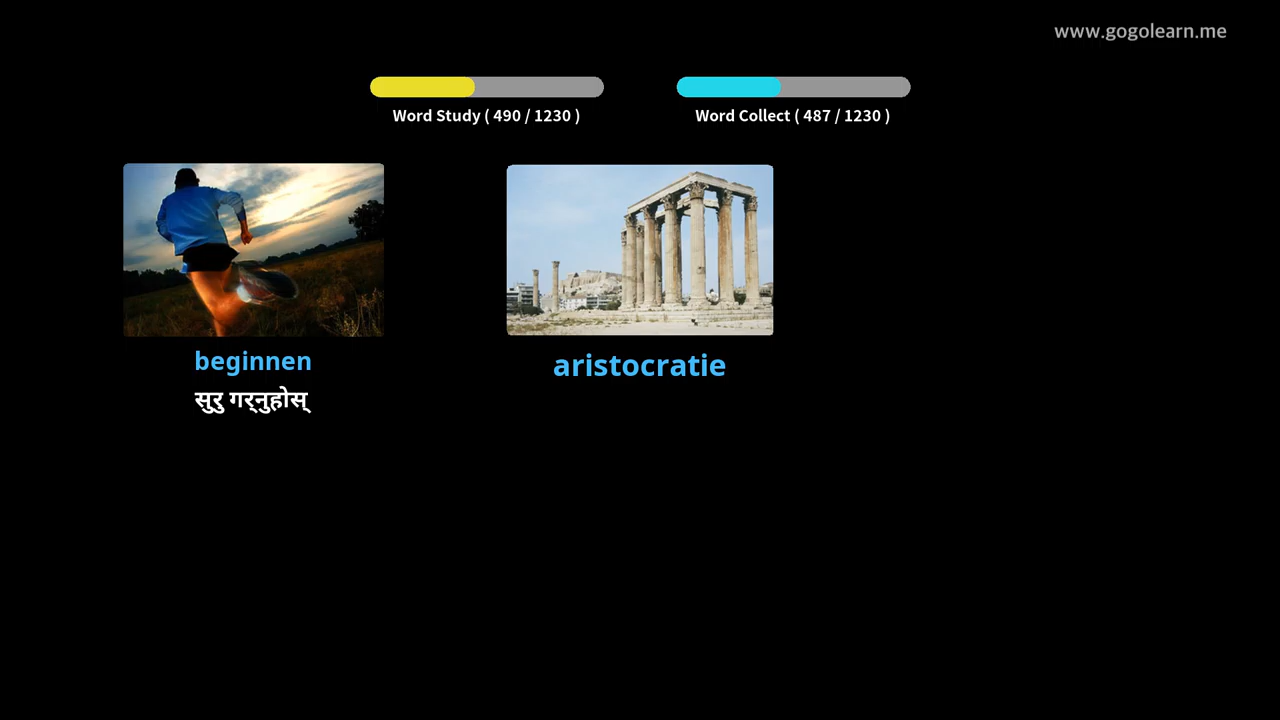 www.gogolearn.me
Word Study ( 490 / 1230 )
Word Collect ( 487 / 1230 )
beginnen
सुरु गर्नुहोस्
aristocratie